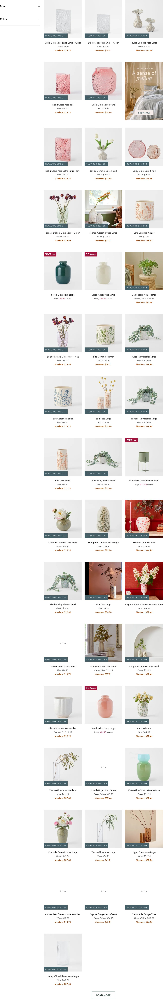 Price
+
Colour
+
REWARDS 25% OFF
Dalia Glass Vase Extra Large - Clear
Clear $34.95
Members: $26.21
REWARDS 25% OFF
Dalia Glass Vase Small - Clear
Clear $24.95
Members: $18.71
REWARDS 25% OFF
Joules Ceramic Vase Large
White $29.95
Members: $22.46
REWARDS 25% OFF
Dalia Glass Vase Tall
Pink $24.95
Members: $18.71
REWARDS 25% OFF
Dalia Glass Vase Round
Pink $39.95
Members: $29.96
THE TEXTURE EDIT
A sense of
feeling
SHOP NOW
REWARDS 25% OFF
Dalia Glass Vase Extra Large - Pink
Pink $34.95
Members: $26.21
REWARDS 25% OFF
Joules Ceramic Vase Small
White $19.95
Members: $14.96
REWARDS 25% OFF
Daisy Glass Vase Small
Brown $19.95
Members: $14.96
REWARDS 25% OFF
Bonnie Etched Glass Vase - Green
Green $39.95
Members: $29.96
REWARDS 25% OFF
Hansel Ceramic Vase Large
Beige $22.95
Members: $17.21
REWARDS 25% OFF
Esta Ceramic Planter
Pink $34.95
Members: $26.21
50% OFF
Soreli Glass Vase Large
Blue $14.95 $29.95
50% OFF
Soreli Glass Vase Large
Grey $14.95 $29.95
REWARDS 25% OFF
Chinoiserie Planter Small
Green/White $29.95
Members: $22.46
REWARDS 25% OFF
Bonnie Etched Glass Vase - Pink
Pink $39.95
Members: $29.96
REWARDS 25% OFF
Esta Ceramic Planter
Green $34.95
Members: $26.21
REWARDS 25% OFF
Alice Inlay Planter Large
Planter $39.95
Members: $29.96
REWARDS 25% OFF
Esta Ceramic Planter
Blue $34.95
Members: $26.21
REWARDS 25% OFF
Esta Vase Large
Pink $19.95
Members: $14.96
REWARDS 25% OFF
Rhodes Inlay Planter Large
Planter $39.95
Members: $29.96
REWARDS 25% OFF
Esta Vase Small
Pink $14.95
Members: $11.21
REWARDS 25% OFF
Alice Inlay Planter Small
Planter $29.95
Members: $22.46
35% OFF
Shoreham Metal Planter Small
Sage $24.95 $39.95
REWARDS 25% OFF
Cascade Ceramic Vase Small
Green $39.95
Members: $29.96
REWARDS 25% OFF
Evergreen Ceramic Vase Large
Green $39.95
Members: $29.96
REWARDS 25% OFF
Empress Ceramic Vase
Vase $59.95
Members: $44.96
REWARDS 25% OFF
Rhodes Inlay Planter Small
Planter $29.95
Members: $22.46
REWARDS 25% OFF
Esta Vase Large
Blue $19.95
Members: $14.96
REWARDS 25% OFF
Empress Floral Ceramic Pedestal Vase
Vase $69.95
Members: $52.46
REWARDS 25% OFF
Zinnia Ceramic Vase Small
Blue $24.95
Members: $18.71
REWARDS 25% OFF
Miramar Glass Vase Large
Cream/Lilac $22.95
Members: $17.21
REWARDS 25% OFF
Evergreen Ceramic Vase Small
Green $29.95
Members: $22.46
REWARDS 25% OFF
Ribbed Ceramic Pot Medium
Ceramic Pot $39.95
Members: $29.96
50% OFF
Soreli Glass Vase Large
Blush $14.95 $29.95
REWARDS 25% OFF
Rosalind Vase
Vase $69.95
Members: $52.46
REWARDS 25% OFF
Timmy Glass Vase Medium
Vase $49.95
Members: $37.46
REWARDS 25% OFF
Round Ginger Jar - Green
Green/White $49.95
Members: $37.46
REWARDS 25% OFF
Klara Glass Vase - Green/Blue
Green $29.95
Members: $22.46
REWARDS 25% OFF
Cascade Ceramic Vase Large
Green $49.95
Members: $37.46
REWARDS 25% OFF
Timmy Glass Vase Large
Vase $54.95
Members: $41.21
REWARDS 25% OFF
Pippa Glass Vase Large
Brown $39.95
Members: $29.96
REWARDS 25% OFF
Autumn Leaf Ceramic Vase Medium
White $19.95
Members: $14.96
REWARDS 25% OFF
Square Ginger Jar - Green
Green/White $64.95
Members: $48.71
REWARDS 25% OFF
Chinoiserie Ginger Vase
Green/White $59.95
Members: $44.96
REWARDS 25% OFF
Harley Glass Ribbed Vase Large
Clear $49.95
Members: $37.46
LOAD MORE